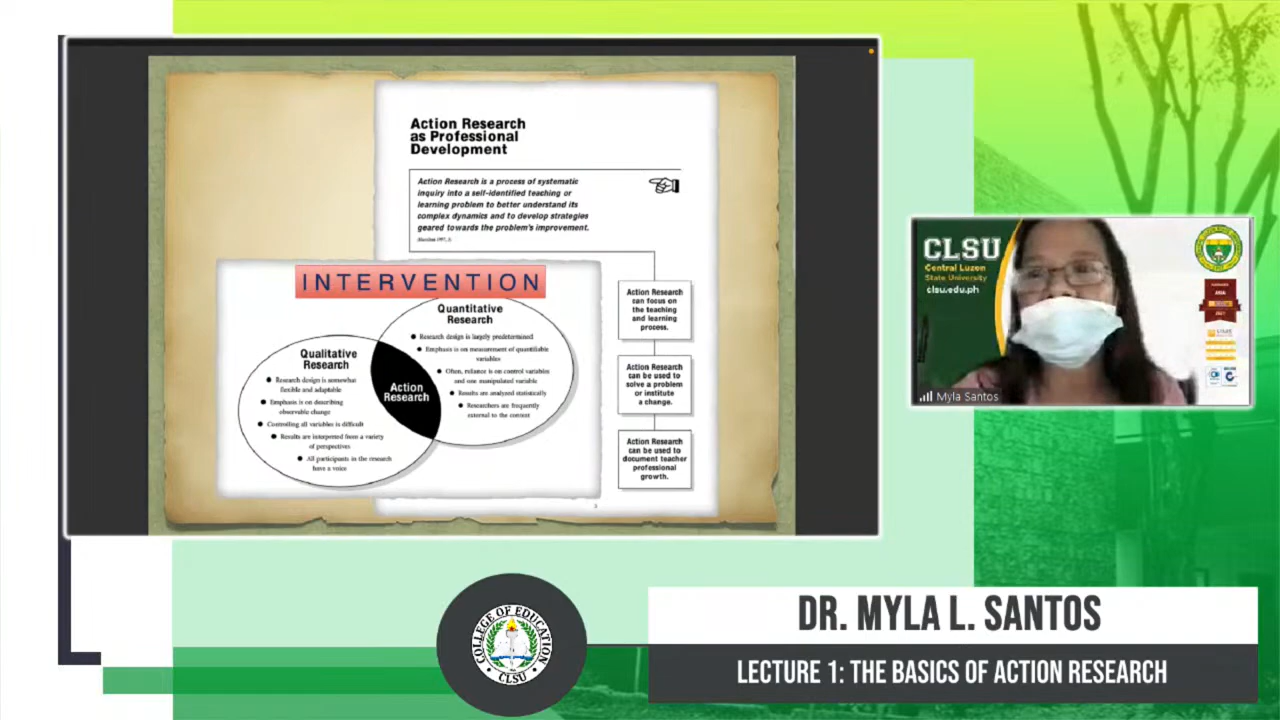 Action Research
as Professional
Development
Action Research is a process of systematic
inquiry into a self-identified teaching or
learning problem to better understand its
complex dynamics and to develop strategies
geared towards the problem's improvement.
INTERVENTION
Quantitative
Research
Research design is largely predetermined
Emphasis is on measurement of quantifiable
variables
Often, reliance is on control variables
and one manipulated variable
Results are analyzed statistically
Researchers are frequently
external to the context
Qualitative
Research
Research design is somewhat
flexible and adaptable
Emphasis is on describing
observable change
Controlling all variables is difficult
Results are interpreted from a variety
of perspectives
All participants in the research
have a voice
Action
Research
Action Research
can focus on
the teaching
and learning
process.
Action Research
can be used to
solve a problem
or institute
a change.
Action Research
can be used to
document teacher
professional
growth.
CLSU
Central Luzon
State University
clsu.edu.ph
Myla Santos
COLLEGE OF EDUCATION
CLSU
DR. MYLA L. SANTOS
LECTURE 1: THE BASICS OF ACTION RESEARCH